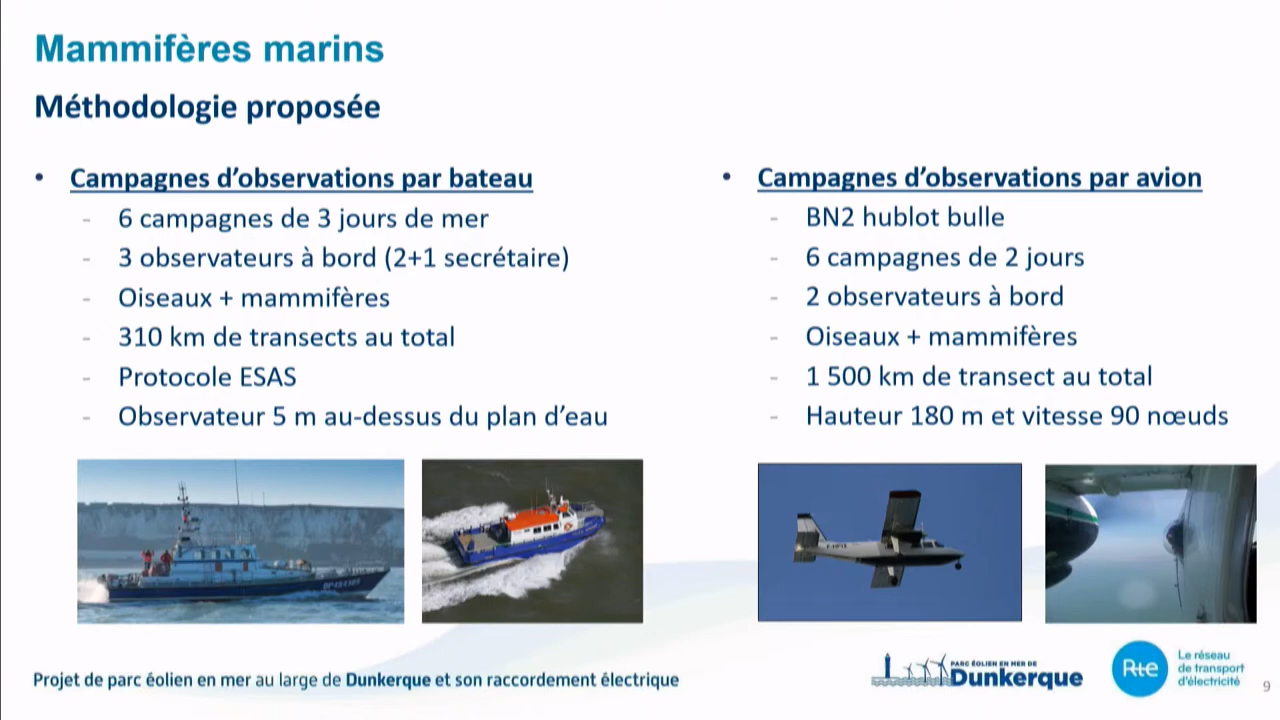 Mammifères marins
Méthodologie proposée
• Campagnes d’observations par bateau
- 6 campagnes de 3 jours de mer
- 3 observateurs à bord (2+1 secrétaire)
- Oiseaux + mammifères
- 310 km de transects au total
- Protocole ESAS
- Observateur 5 m au-dessus du plan d’eau
• Campagnes d’observations par avion
- BN2 hublot bulle
- 6 campagnes de 2 jours
- 2 observateurs à bord
- Oiseaux + mammifères
- 1 500 km de transect au total
- Hauteur 180 m et vitesse 90 nœuds
Projet de parc éolien en mer au large de Dunkerque et son raccordement électrique
PARC ÉOLIEN EN MER DE
Dunkerque
Rte
Le réseau
de transport
d’électricité
9